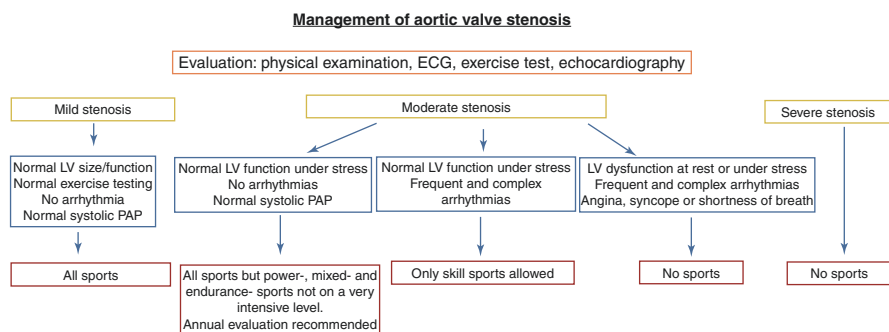 Management of aortic valve stenosis
Evaluation: physical examination, ECG, exercise test, echocardiography
Mild stenosis
Moderate stenosis
Severe stenosis
Normal LV size/function
Normal exercise testing
No arrhythmia
Normal systolic PAP
Normal LV function under stress
No arrhythmias
Normal systolic PAP
Normal LV function under stress
Frequent and complex
arrhythmias
LV dysfunction at rest or under stress
Frequent and complex arrhythmias
Angina, syncope or shortness of breath
All sports
All sports but power-, mixed- and
endurance- sports not on a very
intensive level.
Annual evaluation recommended
Only skill sports allowed
No sports
No sports